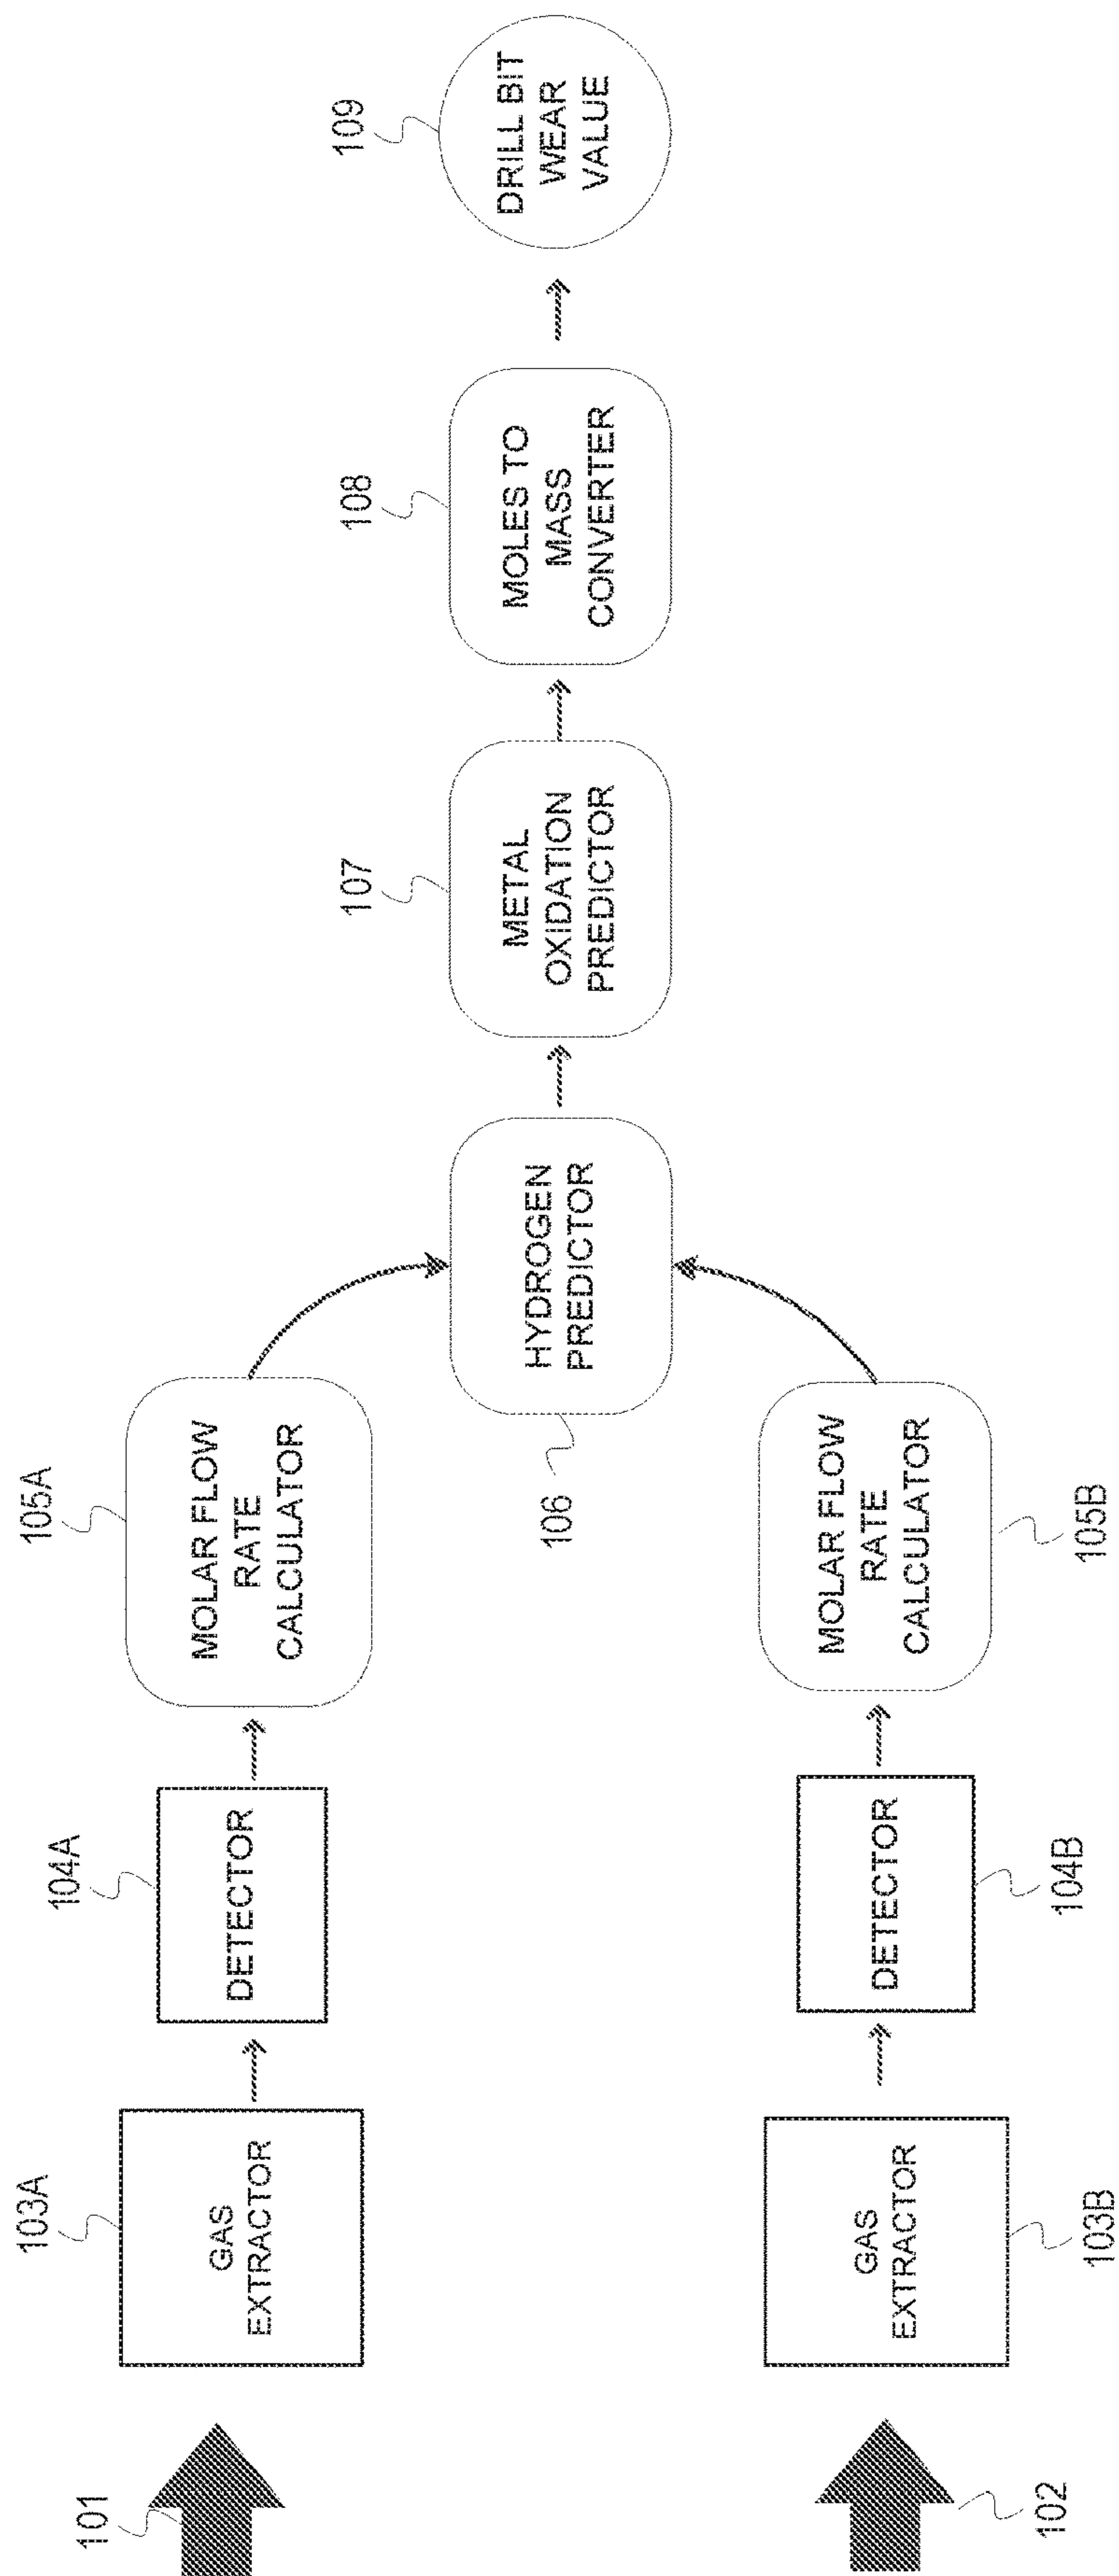 101
103A
GAS
EXTRACTOR
104A
DETECTOR
105A
MOLAR FLOW
RATE
CALCULATOR
102
103B
GAS
EXTRACTOR
104B
DETECTOR
105B
MOLAR FLOW
RATE
CALCULATOR
106
HYDROGEN
PREDICTOR
107
METAL
OXIDATION
PREDICTOR
108
MOLES TO
MASS
CONVERTER
109
DRILL BIT
WEAR
VALUE